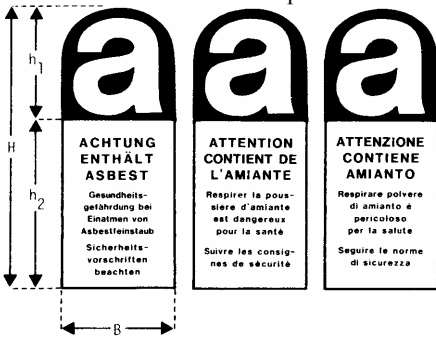 a
a
a
h1
H
h2
B
ACHTUNG
ENTHÄLT
ASBEST
Gesundheits-
gefährdung bei
Einatmen von
Asbestfeinstaub
Sicherheits-
vorschriften
beachten
ATTENTION
CONTIENT DE
L'AMIANTE
Respirer la pous-
sière d'amiante
est dangereux
pour la santé
Suivre les consig-
nes de sécurité
ATTENZIONE
CONTIENE
AMIANTO
Respirare polvere
di amianto è
pericoloso
per la salute
Seguire le norme
di sicurezza